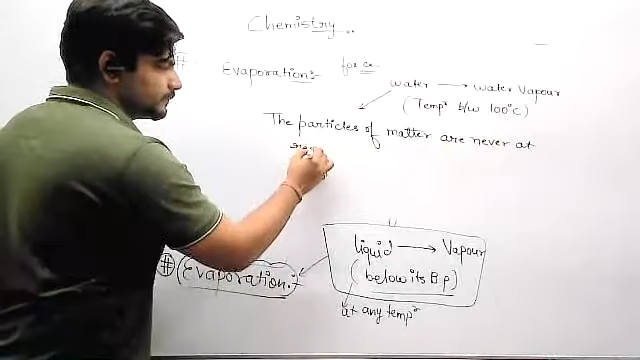 Chemistry ..
# Evaporation:- for ex
water → water Vapour
(Temp° b/w 100°C)
The particles of matter are never at
liquid → Vapour
(below its B p)
# (Evaporation:-
at any temp°